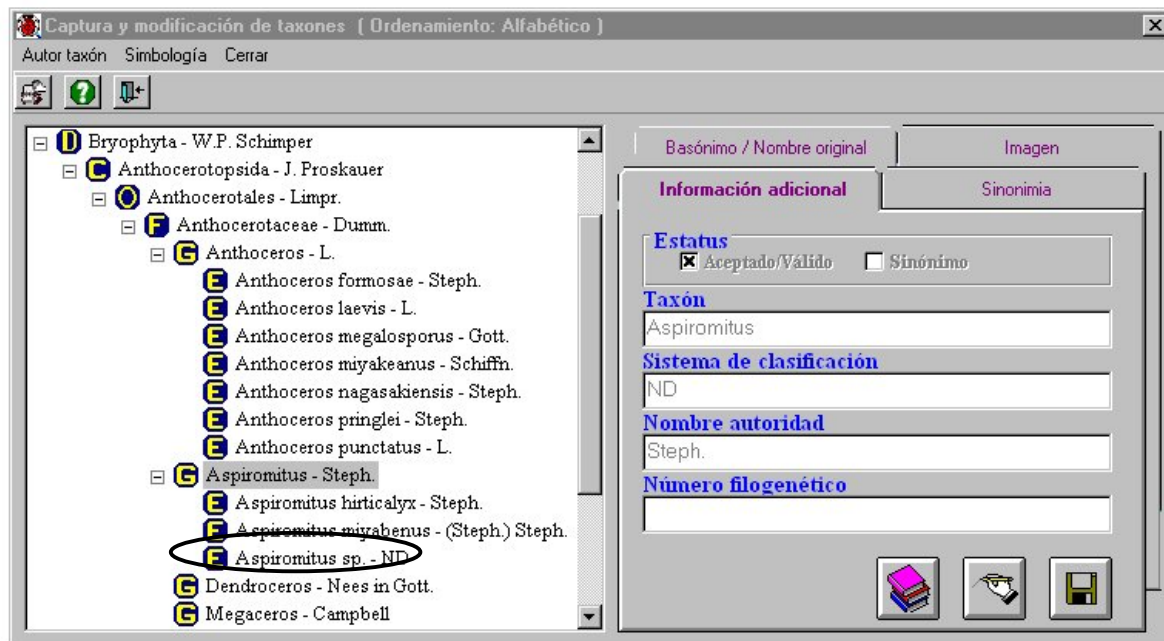 Captura y modificación de taxones ( Ordenamiento: Alfabético )
Autor taxón Simbología Cerrar
D Bryophyta - W.P. Schimper
C Anthocerotopsida - J. Proskauer
O Anthocerotales - Limpr.
F Anthocerotaceae - Dumm.
G Anthoceros - L.
E Anthoceros formosae - Steph.
E Anthoceros laevis - L.
E Anthoceros megalosporus - Gott.
E Anthoceros miyakeanus - Schiffn.
E Anthoceros nagasakiensis - Steph.
E Anthoceros pringlei - Steph.
E Anthoceros punctatus - L.
G Aspiromitus - Steph.
E Aspiromitus hirticalyx - Steph.
E Aspiromitus miyabenus - (Steph.) Steph.
E Aspiromitus sp. - ND
G Dendroceros - Nees in Gott.
G Megaceros - Campbell
Basónimo / Nombre original Imagen
Información adicional Sinonimia
Estatus
Aceptado/Válido Sinónimo
Taxón
Aspiromitus
Sistema de clasificación
ND
Nombre autoridad
Steph.
Número filogenético